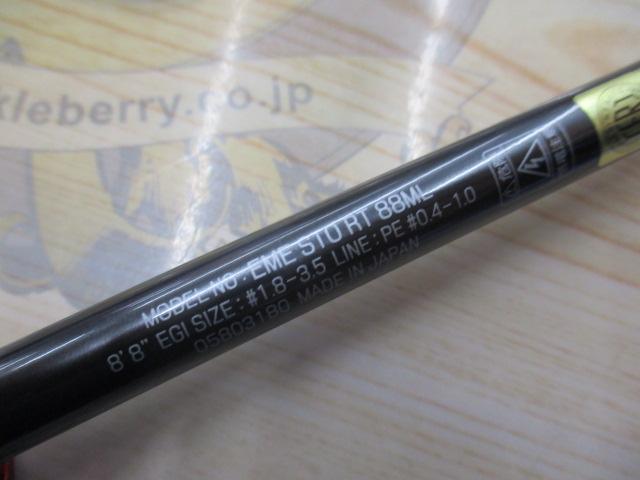 kleberry.co.jp
MODEL NO : EME STO RT 88ML
8'8" EGI SIZE : #1.8-3.5 LINE : PE #0.4-1.0
05803180 MADE IN JAPAN